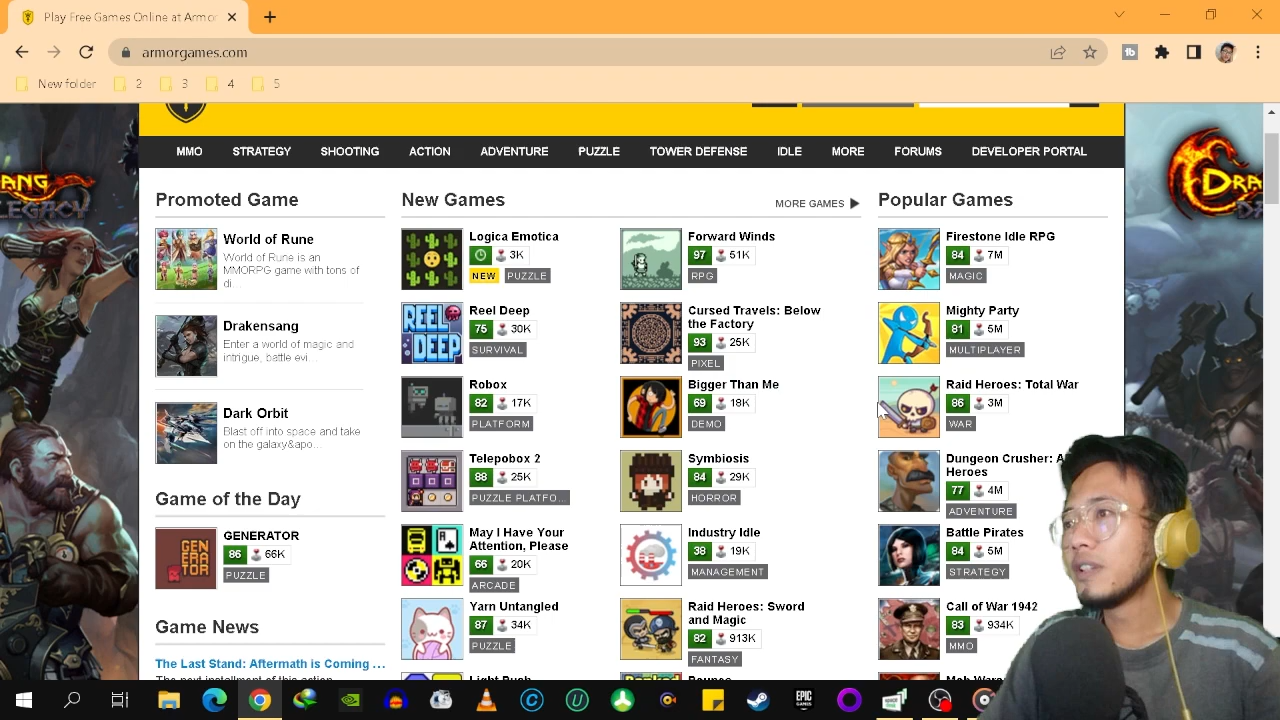 Play Free Games Online at Armor
armorgames.com
New folder
2
3
4
5
MMO
STRATEGY
SHOOTING
ACTION
ADVENTURE
PUZZLE
TOWER DEFENSE
IDLE
MORE
FORUMS
DEVELOPER PORTAL
ANG
LEGACY
DRA
Promoted Game
World of Rune
World of Rune is an
MMORPG game with tons of
di...
Drakensang
Enter a world of magic and
intrigue, battle evi...
Dark Orbit
Blast off into space and take
on the galaxy&apo...
Game of the Day
GENERATOR
86 66K
PUZZLE
Game News
The Last Stand: Aftermath is Coming ...
New Games
MORE GAMES
Logica Emotica
3K
NEW PUZZLE
REEL DEEP
Reel Deep
75 30K
SURVIVAL
Robox
82 17K
PLATFORM
Telepobox 2
88 25K
PUZZLE PLATFO...
May I Have Your
Attention, Please
66 20K
ARCADE
Yarn Untangled
87 34K
PUZZLE
Forward Winds
97 51K
RPG
Cursed Travels: Below
the Factory
93 25K
PIXEL
Bigger Than Me
69 18K
DEMO
Symbiosis
84 29K
HORROR
Industry Idle
38 19K
MANAGEMENT
Raid Heroes: Sword
and Magic
82 913K
FANTASY
Popular Games
Firestone Idle RPG
84 7M
MAGIC
Mighty Party
81 5M
MULTIPLAYER
Raid Heroes: Total War
86 3M
WAR
Dungeon Crusher:
Heroes
77 4M
ADVENTURE
Battle Pirates
84 5M
STRATEGY
Call of War 1942
83 934K
MMO
EPIC
GAMES